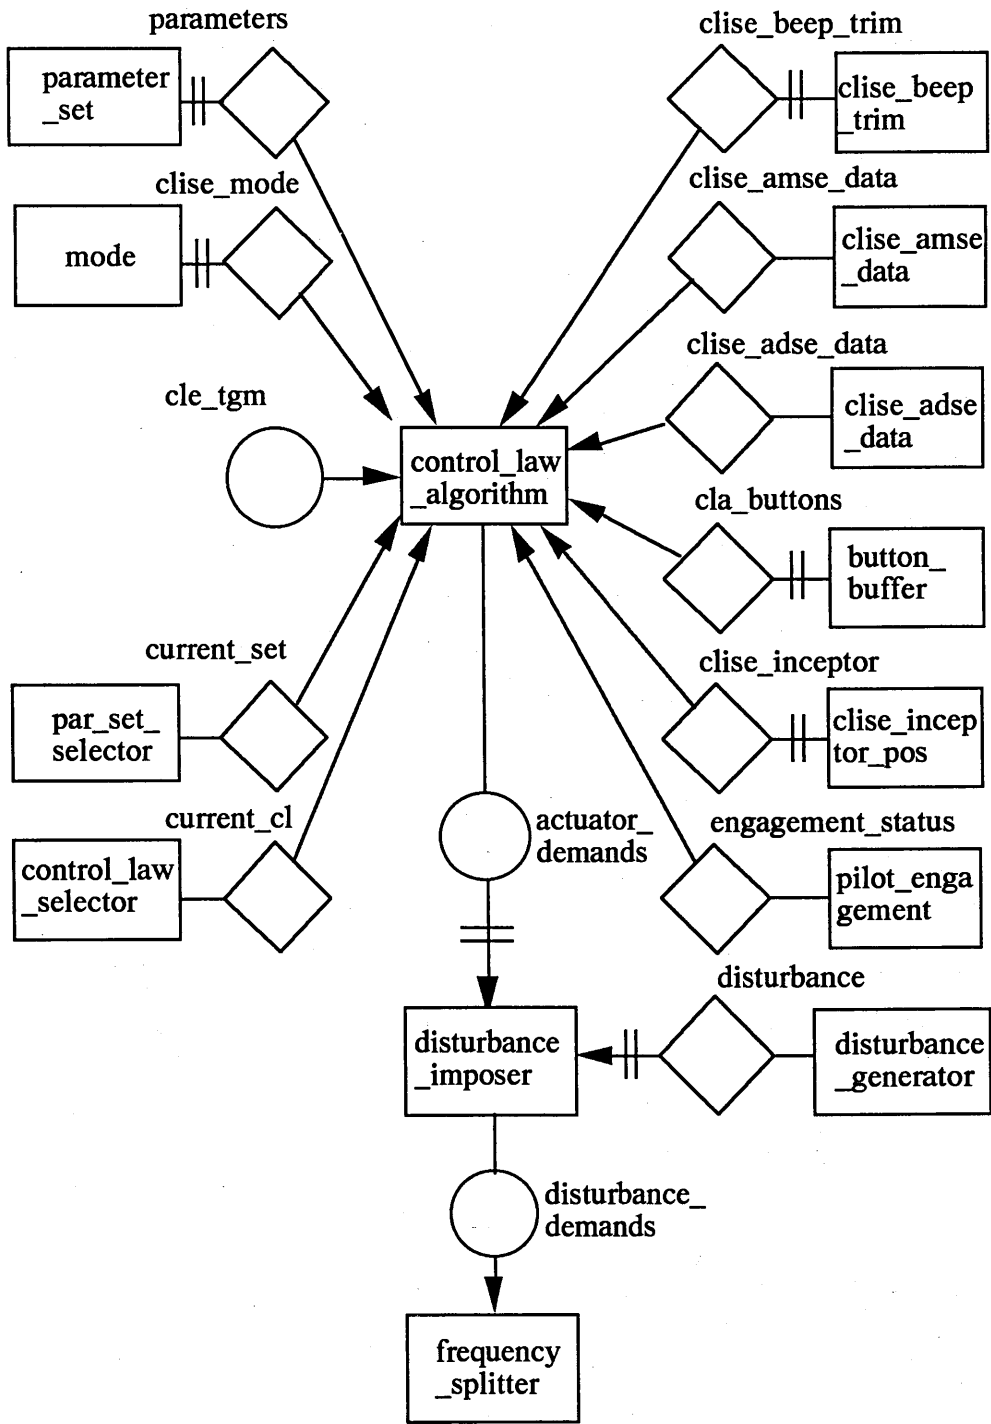 parameters
parameter
_set
clise_mode
mode
cle_tgm
current_set
par_set_
selector
current_cl
control_law
_selector
control_law
_algorithm
actuator_
demands
disturbance
_imposer
disturbance_
demands
frequency
_splitter
clise_beep_trim
clise_beep
_trim
clise_amse_data
clise_amse
_data
clise_adse_data
clise_adse
_data
cla_buttons
button_
buffer
clise_inceptor
clise_incep
tor_pos
engagement_status
pilot_enga
gement
disturbance
disturbance
_generator